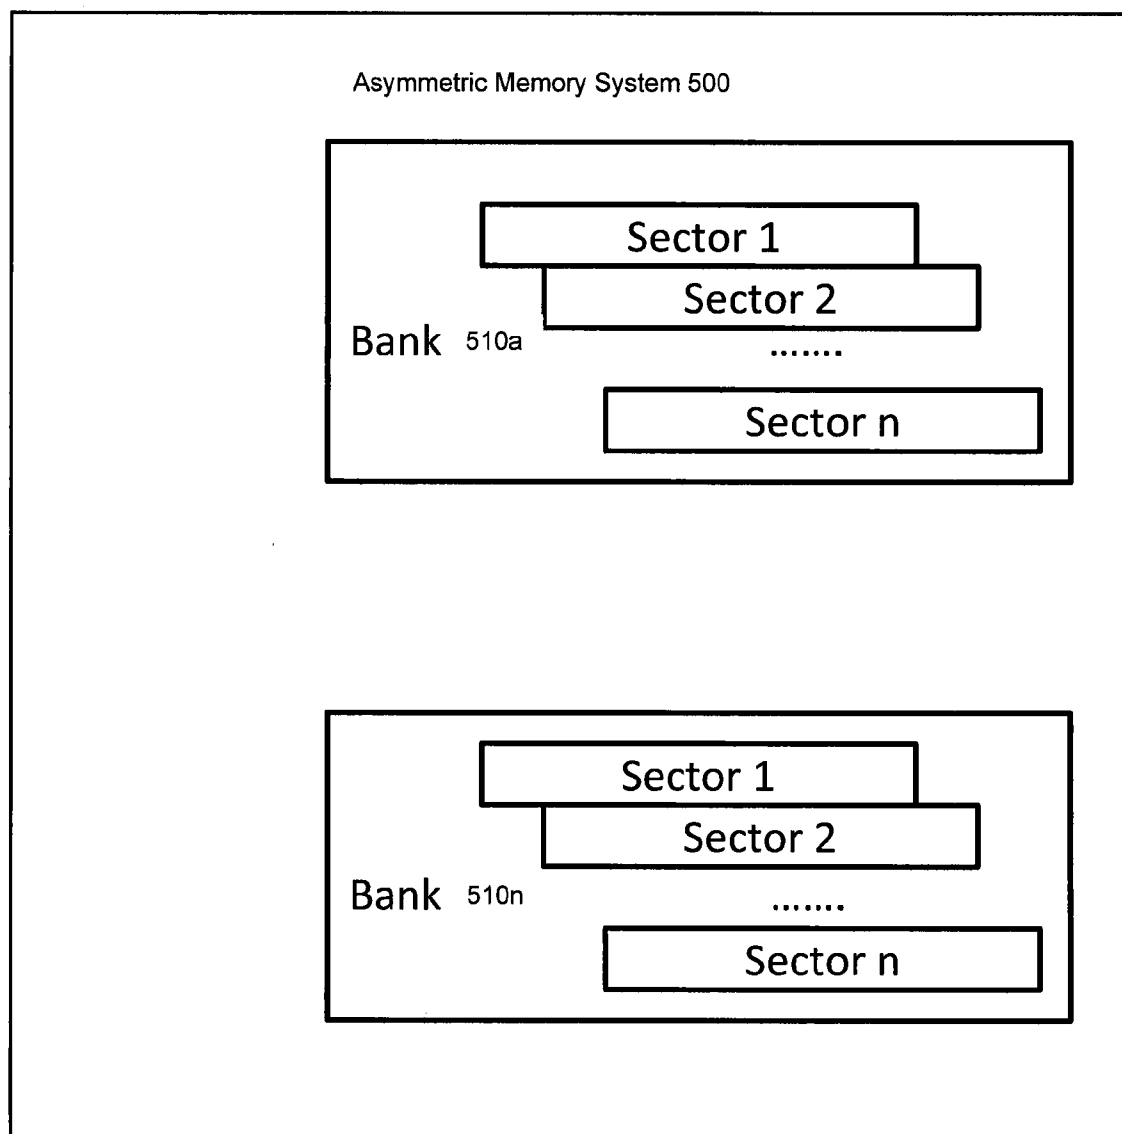 Asymmetric Memory System 500
Sector 1
Sector 2
Bank 510a
.......
Sector n
Sector 1
Sector 2
Bank 510n
.......
Sector n